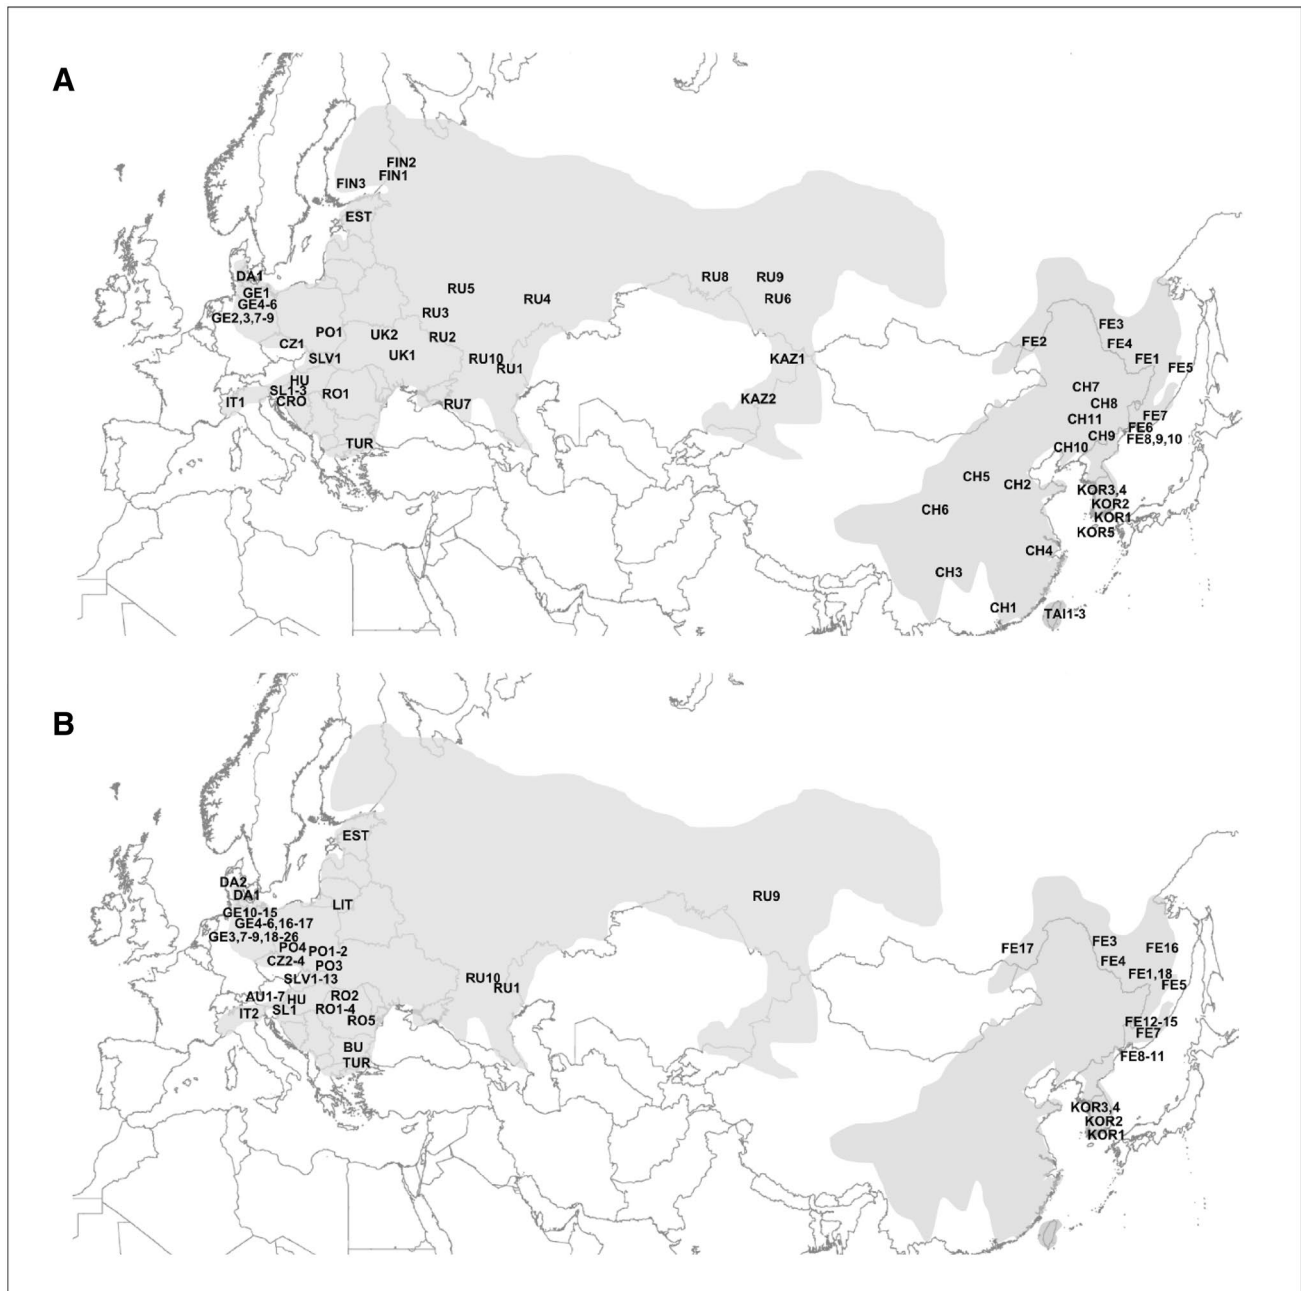 A
FIN2
FIN1
FIN3
EST
DA1
GE1
GE4-6
GE2,3,7-9
RU5
RU4
RU8
RU9
RU6
RU3
PO1
UK2
RU2
CZ1
SLV1
UK1
RU10
RU1
KAZ1
HU
SL1-3
RO1
IT1
CRO
RU7
KAZ2
TUR
FE2
FE3
FE4
FE1
FE5
CH7
CH8
CH11
FE7
FE6
CH9
FE8,9,10
CH10
CH5
CH2
KOR3,4
KOR2
CH6
KOR1
KOR5
CH4
CH3
CH1
TAI1-3
B
EST
DA2
DA1
LIT
RU9
GE10-15
GE4-6,16-17
GE3,7-9,18-26
PO4
PO1-2
CZ2-4
PO3
SLV1-13
RU10
RU1
AU1-7
HU
RO2
IT2
SL1
RO1-4
RO5
BU
TUR
FE17
FE3
FE16
FE4
FE1,18
FE5
FE12-15
FE7
FE8-11
KOR3,4
KOR2
KOR1